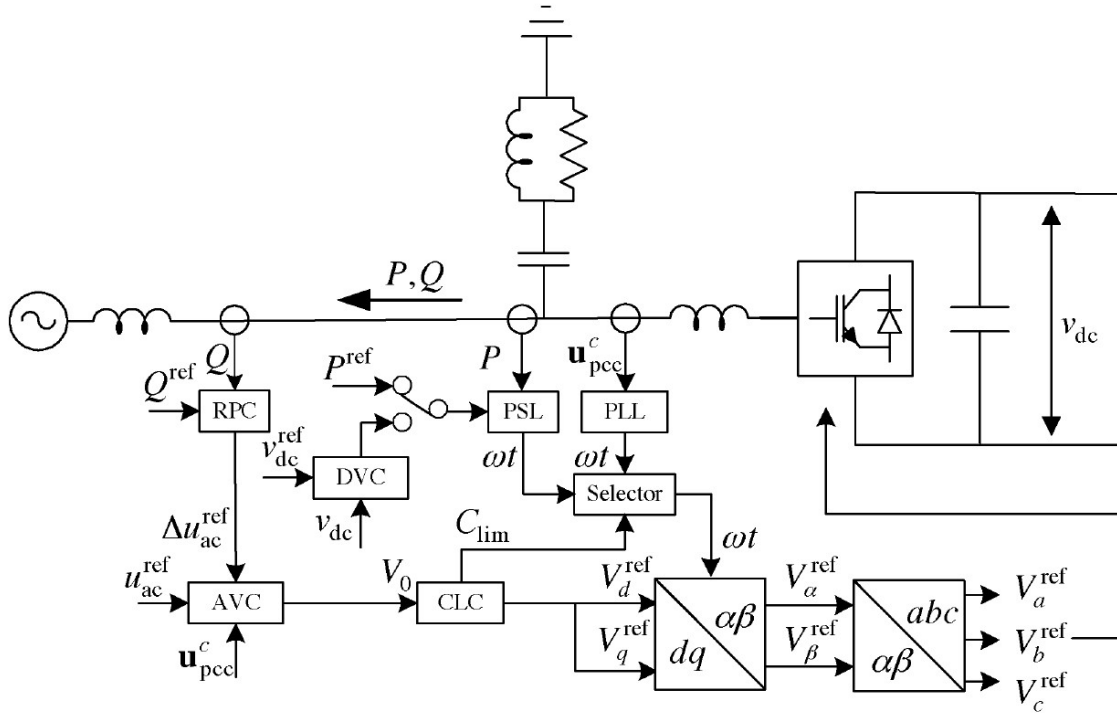 P, Q
v_dc
Q
Q^ref
RPC
P^ref
P
PSL
u^c_pcc
PLL
v^ref_dc
DVC
v_dc
ωt
ωt
Selector
C_lim
ωt
Δu^ref_ac
u^ref_ac
AVC
u^c_pcc
V_0
CLC
V^ref_d
V^ref_q
αβ
dq
V^ref_α
V^ref_β
abc
αβ
V^ref_a
V^ref_b
V^ref_c